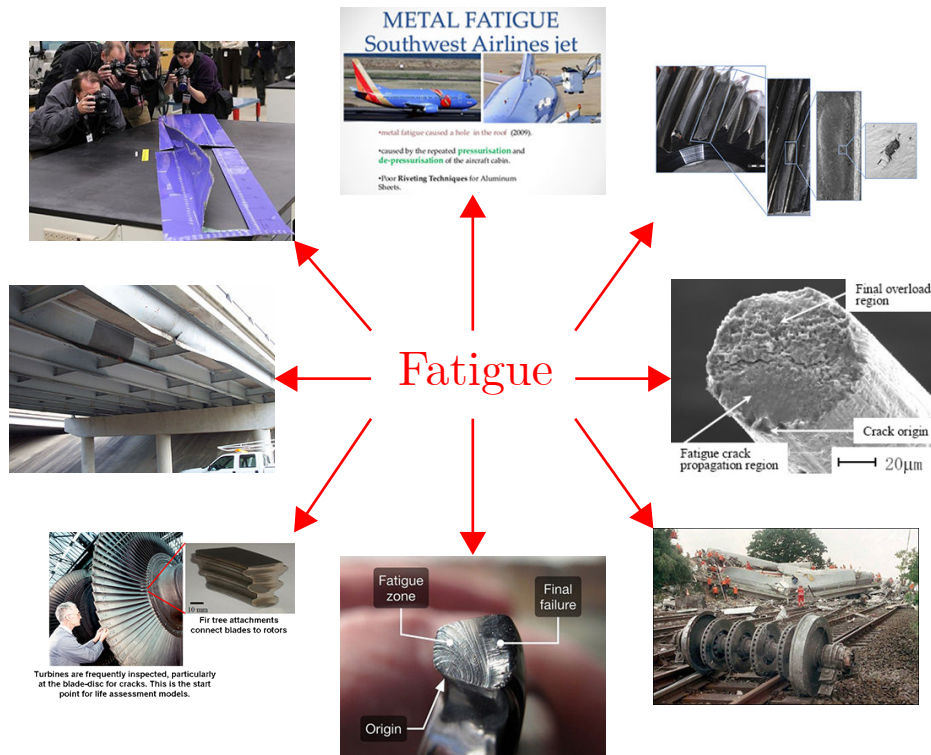 METAL FATIGUE
Southwest Airlines jet
•metal fatigue caused a hole in the roof (2009).
•caused by the repeated pressurisation and
de-pressurisation of the aircraft cabin.
•Poor Riveting Techniques for Aluminum
Sheets.
Final overload
region
Fatigue
Crack origin
Fatigue crack
propagation region
20μm
10 mm
Fir tree attachments
connect blades to rotors
Turbines are frequently inspected, particularly
at the blade-disc for cracks. This is the start
point for life assessment models.
Fatigue
zone
Final
failure
Origin